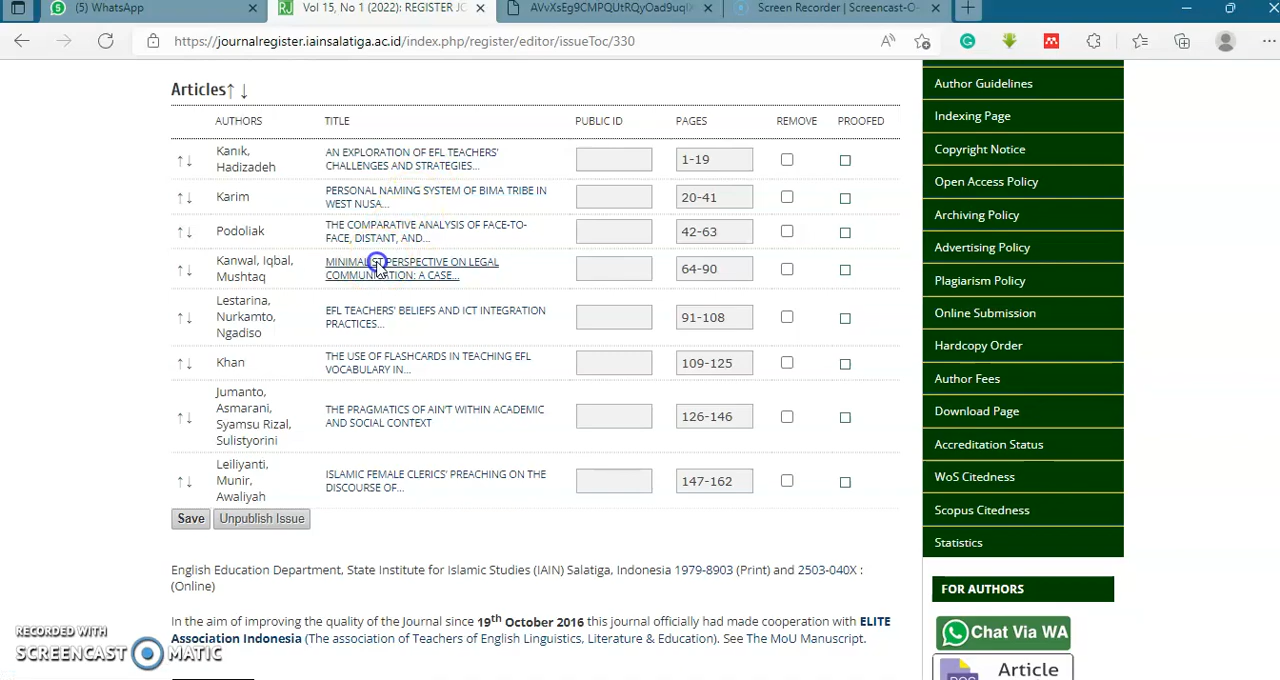 (5) WhatsApp
Vol 15, No 1 (2022): REGISTER JO
AVvXsEg9CMPQUtRQyOad9uqlX
Screen Recorder | Screencast-O-
https://journalregister.iainsalatiga.ac.id/index.php/register/editor/issueToc/330
Articles↑ ↓
AUTHORS TITLE PUBLIC ID PAGES REMOVE PROOFED
Kanık,
Hadizadeh
AN EXPLORATION OF EFL TEACHERS'
CHALLENGES AND STRATEGIES...
1-19
↑↓
Karim
PERSONAL NAMING SYSTEM OF BIMA TRIBE IN
WEST NUSA...
20-41
↑↓
Podoliak
THE COMPARATIVE ANALYSIS OF FACE-TO-
FACE, DISTANT, AND...
42-63
↑↓
Kanwal, Iqbal,
Mushtaq
MINIMALIST PERSPECTIVE ON LEGAL
COMMUNICATION: A CASE...
64-90
↑↓
Lestarina,
Nurkamto,
Ngadiso
EFL TEACHERS' BELIEFS AND ICT INTEGRATION
PRACTICES...
91-108
↑↓
Khan
THE USE OF FLASHCARDS IN TEACHING EFL
VOCABULARY IN...
109-125
↑↓
Jumanto,
Asmarani,
Syamsu Rizal,
Sulistyorini
THE PRAGMATICS OF AIN'T WITHIN ACADEMIC
AND SOCIAL CONTEXT
126-146
↑↓
Leiliyanti,
Munir,
Awaliyah
ISLAMIC FEMALE CLERICS' PREACHING ON THE
DISCOURSE OF...
147-162
↑↓
Save Unpublish Issue
English Education Department, State Institute for Islamic Studies (IAIN) Salatiga, Indonesia 1979-8903 (Print) and 2503-040X :
(Online)
In the aim of improving the quality of the Journal since 19th October 2016 this journal officially had made cooperation with ELITE
Association Indonesia (The association of Teachers of English Linguistics, Literature & Education). See The MoU Manuscript.
Author Guidelines
Indexing Page
Copyright Notice
Open Access Policy
Archiving Policy
Advertising Policy
Plagiarism Policy
Online Submission
Hardcopy Order
Author Fees
Download Page
Accreditation Status
WoS Citedness
Scopus Citedness
Statistics
FOR AUTHORS
Chat Via WA
Article
RECORDED WITH
SCREENCAST MATIC